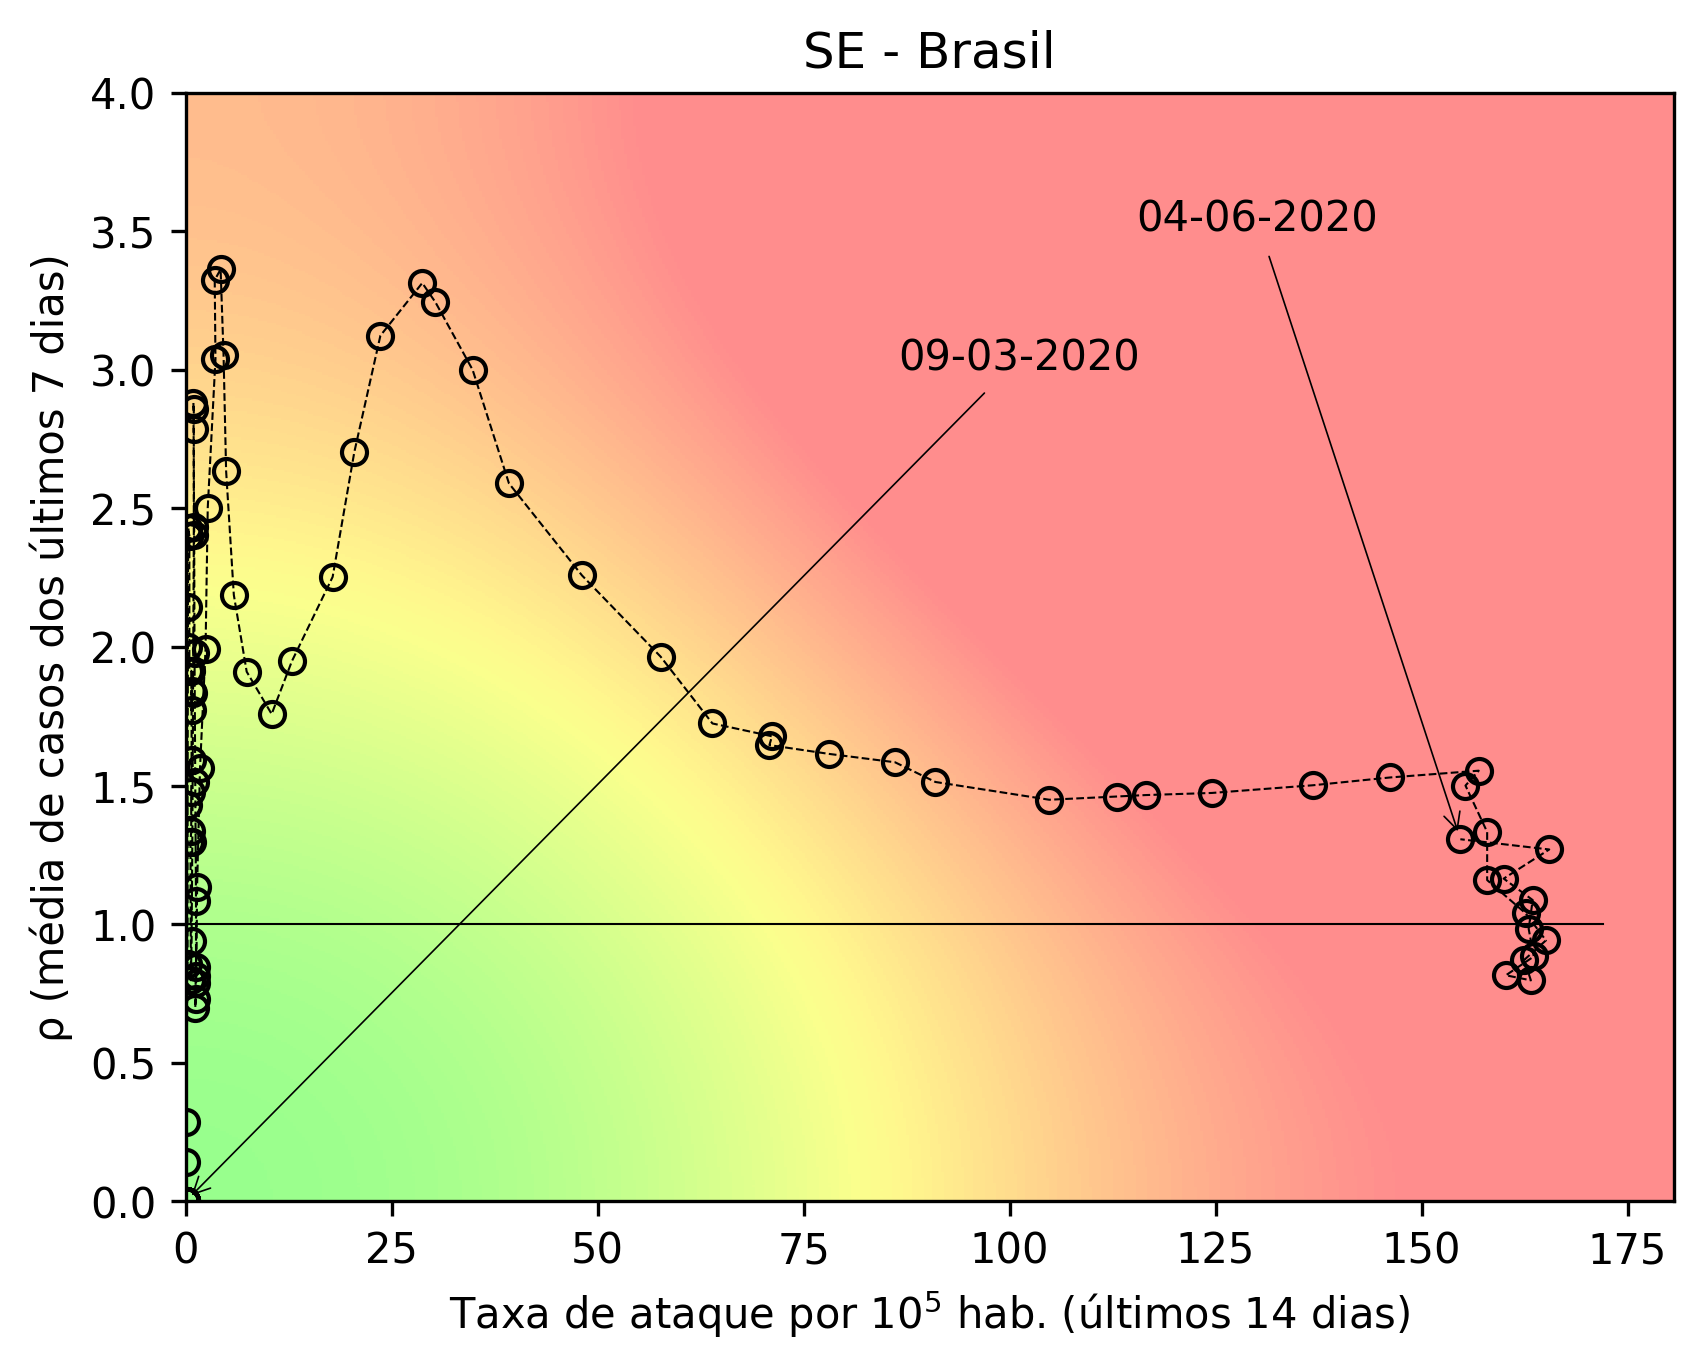 SE - Brasil
4.0
3.5
3.0
2.5
2.0
1.5
1.0
0.5
0.0
ρ (média de casos dos últimos 7 dias)
04-06-2020
09-03-2020
0 25 50 75 100 125 150 175
Taxa de ataque por 10⁵ hab. (últimos 14 dias)